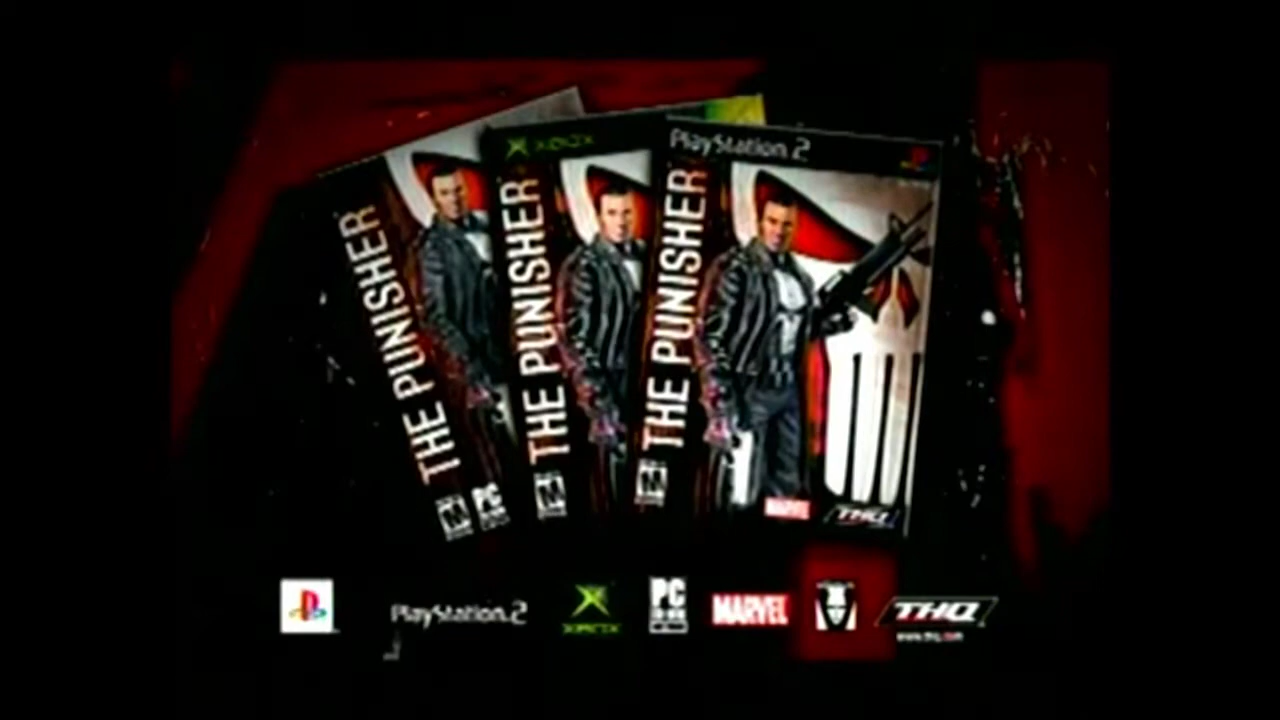 THE PUNISHER
M
PC
XBOX
THE PUNISHER
M
PlayStation 2
THE PUNISHER
M
MARVEL
THQ
PlayStation 2
XBOX
PC
MARVEL
THQ
www.thq.com